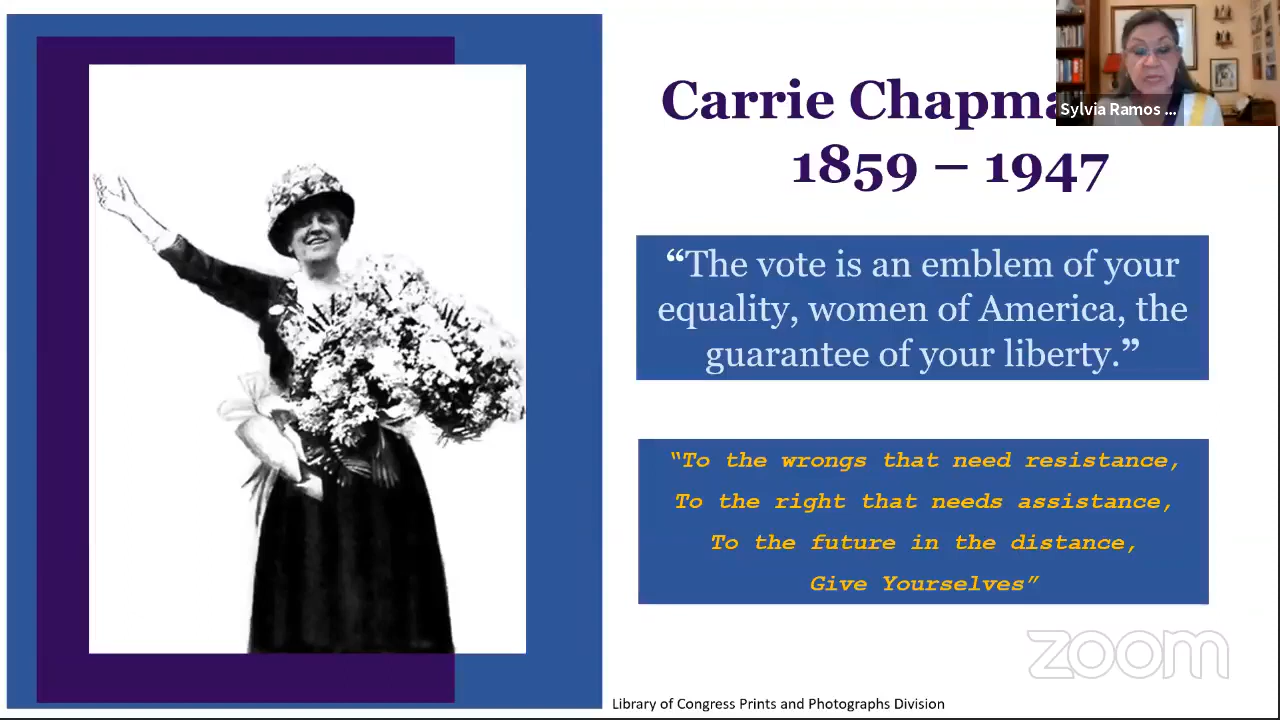 Carrie Chapma
1859 – 1947
Sylvia Ramos ...
“The vote is an emblem of your
equality, women of America, the
guarantee of your liberty.”
“To the wrongs that need resistance,
To the right that needs assistance,
To the future in the distance,
Give Yourselves”
zoom
Library of Congress Prints and Photographs Division